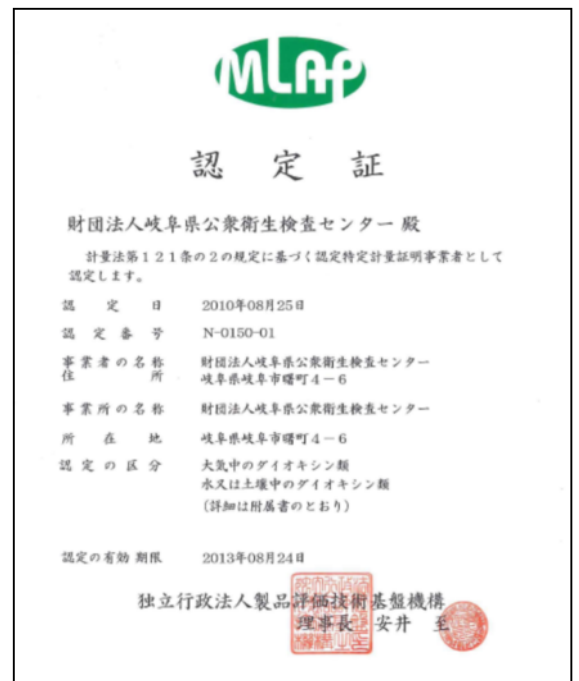 MLAP
認定証
財団法人岐阜県公衆衛生検査センター 殿
計量法第121条の2の規定に基づく認定特定計量証明事業者として
認定します。
認定日 2010年08月25日
認定番号 N-0150-01
事業者の名称 財団法人岐阜県公衆衛生検査センター
住所 岐阜県岐阜市曙町4-6
事業所の名称 財団法人岐阜県公衆衛生検査センター
所在地 岐阜県岐阜市曙町4-6
認定の区分 大気中のダイオキシン類
水又は土壌中のダイオキシン類
(詳細は附属書のとおり)
認定の有効期限 2013年08月24日
独立行政法人製品評価技術基盤機構
理事長 安井 至